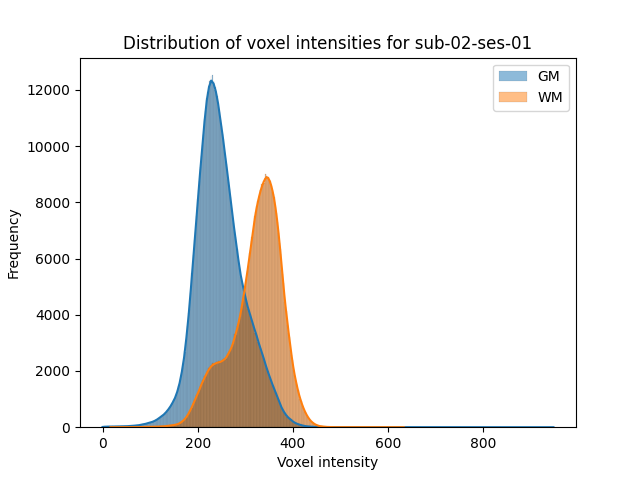 Distribution of voxel intensities for sub-02-ses-01
GM
WM
12000
10000
8000
6000
4000
2000
0
Frequency
0 200 400 600 800
Voxel intensity